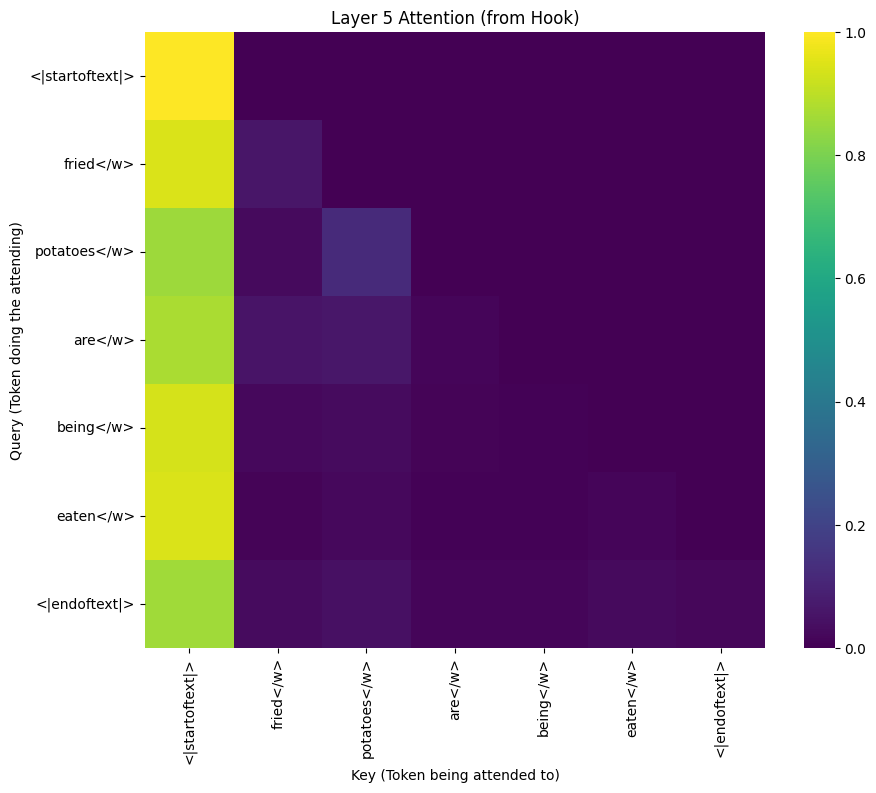 Layer 5 Attention (from Hook)
Query (Token doing the attending)
<|startoftext|>
fried</w>
potatoes</w>
are</w>
being</w>
eaten</w>
<|endoftext|>
1.0
0.8
0.6
0.4
0.2
0.0
<|startoftext|>
fried</w>
potatoes</w>
are</w>
being</w>
eaten</w>
<|endoftext|>
Key (Token being attended to)